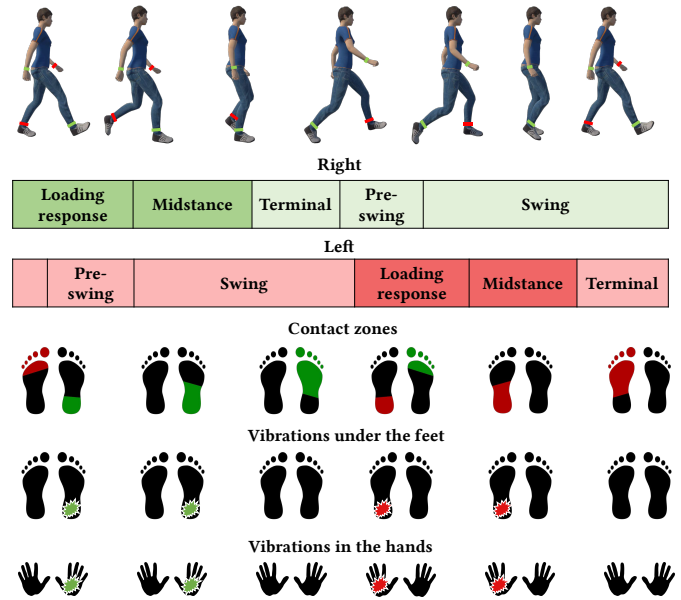 Right
Loading
response
Midstance
Terminal
Pre-
swing
Swing
Left
Pre-
swing
Swing
Loading
response
Midstance
Terminal
Contact zones
Vibrations under the feet
Vibrations in the hands